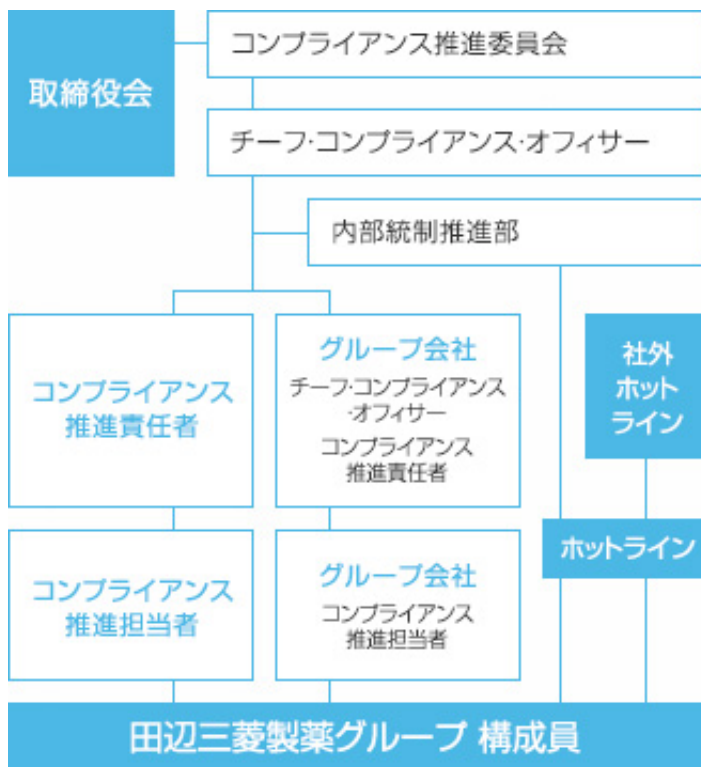 取締役会
コンプライアンス推進委員会
チーフ・コンプライアンス・オフィサー
内部統制推進部
コンプライアンス
推進責任者
グループ会社
チーフ・コンプライアンス
・オフィサー
コンプライアンス
推進責任者
社外
ホット
ライン
ホットライン
コンプライアンス
推進担当者
グループ会社
コンプライアンス
推進担当者
田辺三菱製薬グループ 構成員